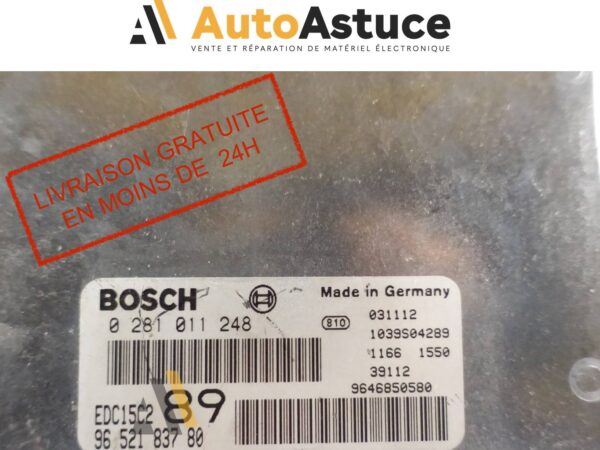 AutoAstuce
VENTE ET RÉPARATION DE MATÉRIEL ÉLECTRONIQUE
LIVRAISON GRATUITE
EN MOINS DE 24H
BOSCH
Made in Germany
0 281 011 248
810
031112
1039S04289
1166 1550
39112
9646850580
EDC15C2 89
96 521 837 80